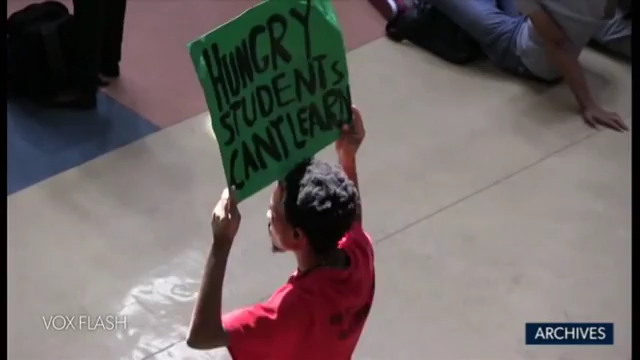 HUNGRY
STUDENTS
CANT LEARN
VOX FLASH
ARCHIVES